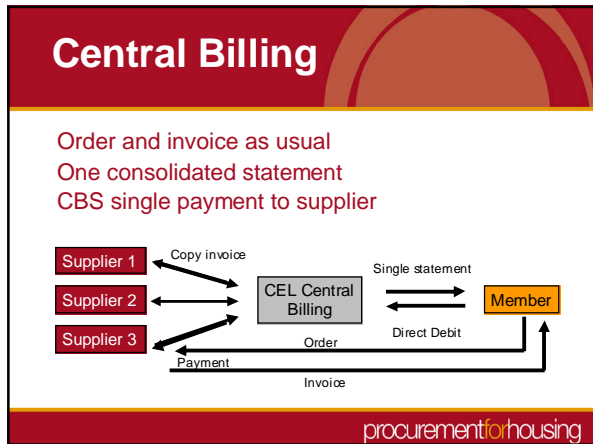 Central Billing
Order and invoice as usual
One consolidated statement
CBS single payment to supplier
Supplier 1
Copy invoice
Single statement
Supplier 2
CEL Central
Billing
Member
Supplier 3
Direct Debit
Order
Payment
Invoice
procurementforhousing